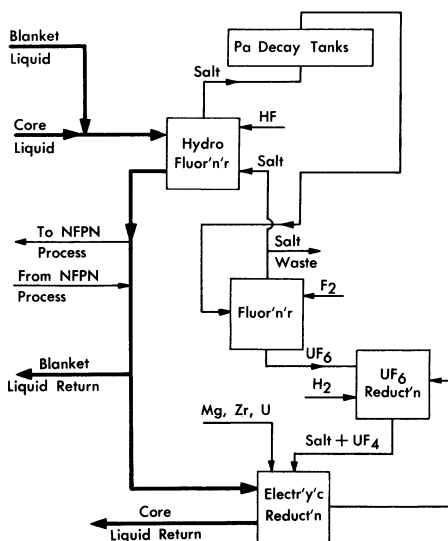 Blanket
Liquid
Pa Decay Tanks
Salt
Core
Liquid
Hydro
Fluor'n'r
HF
Salt
To NFPN
Process
From NFPN
Process
Salt
Waste
Fluor'n'r
F2
UF6
Blanket
Liquid Return
H2
UF6
Reduct'n
Mg, Zr, U
Salt + UF4
Electr'y'c
Reduct'n
Core
Liquid Return